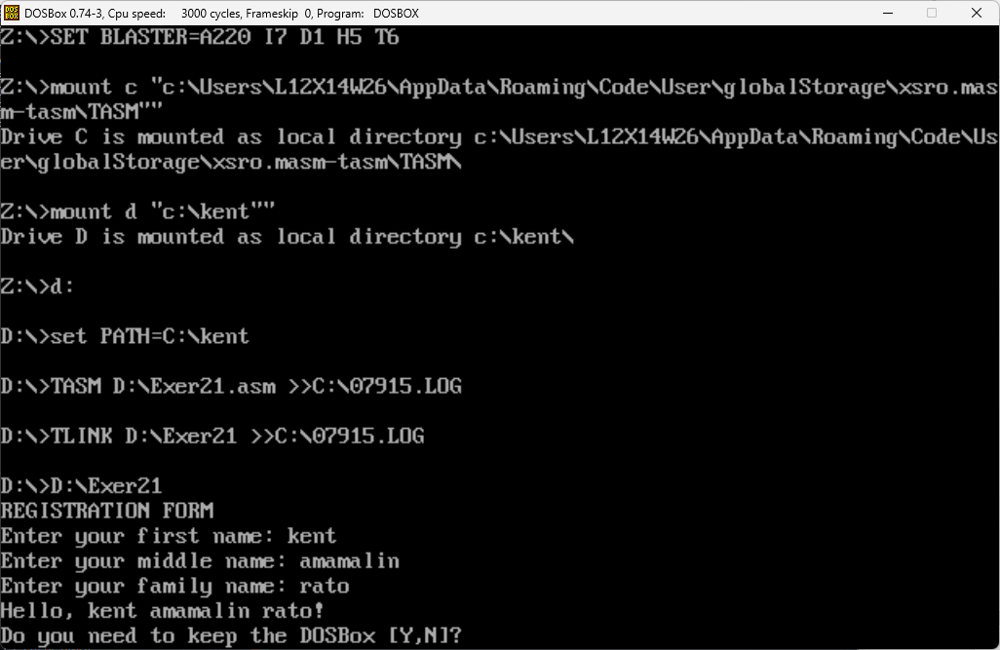 DOSBox 0.74-3, Cpu speed:    3000 cycles, Frameskip  0, Program:   DOSBOX
Z:\>SET BLASTER=A220 I7 D1 H5 T6
Z:\>mount c "c:\Users\L12X14W26\AppData\Roaming\Code\User\globalStorage\xsro.mas
m-tasm\TASM""
Drive C is mounted as local directory c:\Users\L12X14W26\AppData\Roaming\Code\Us
er\globalStorage\xsro.masm-tasm\TASM\
Z:\>mount d "c:\kent""
Drive D is mounted as local directory c:\kent\
Z:\>d:
D:\>set PATH=C:\kent
D:\>TASM D:\Exer21.asm >>C:\07915.LOG
D:\>TLINK D:\Exer21 >>C:\07915.LOG
D:\>D:\Exer21
REGISTRATION FORM
Enter your first name: kent
Enter your middle name: amamalin
Enter your family name: rato
Hello, kent amamalin rato!
Do you need to keep the DOSBox [Y,N]?